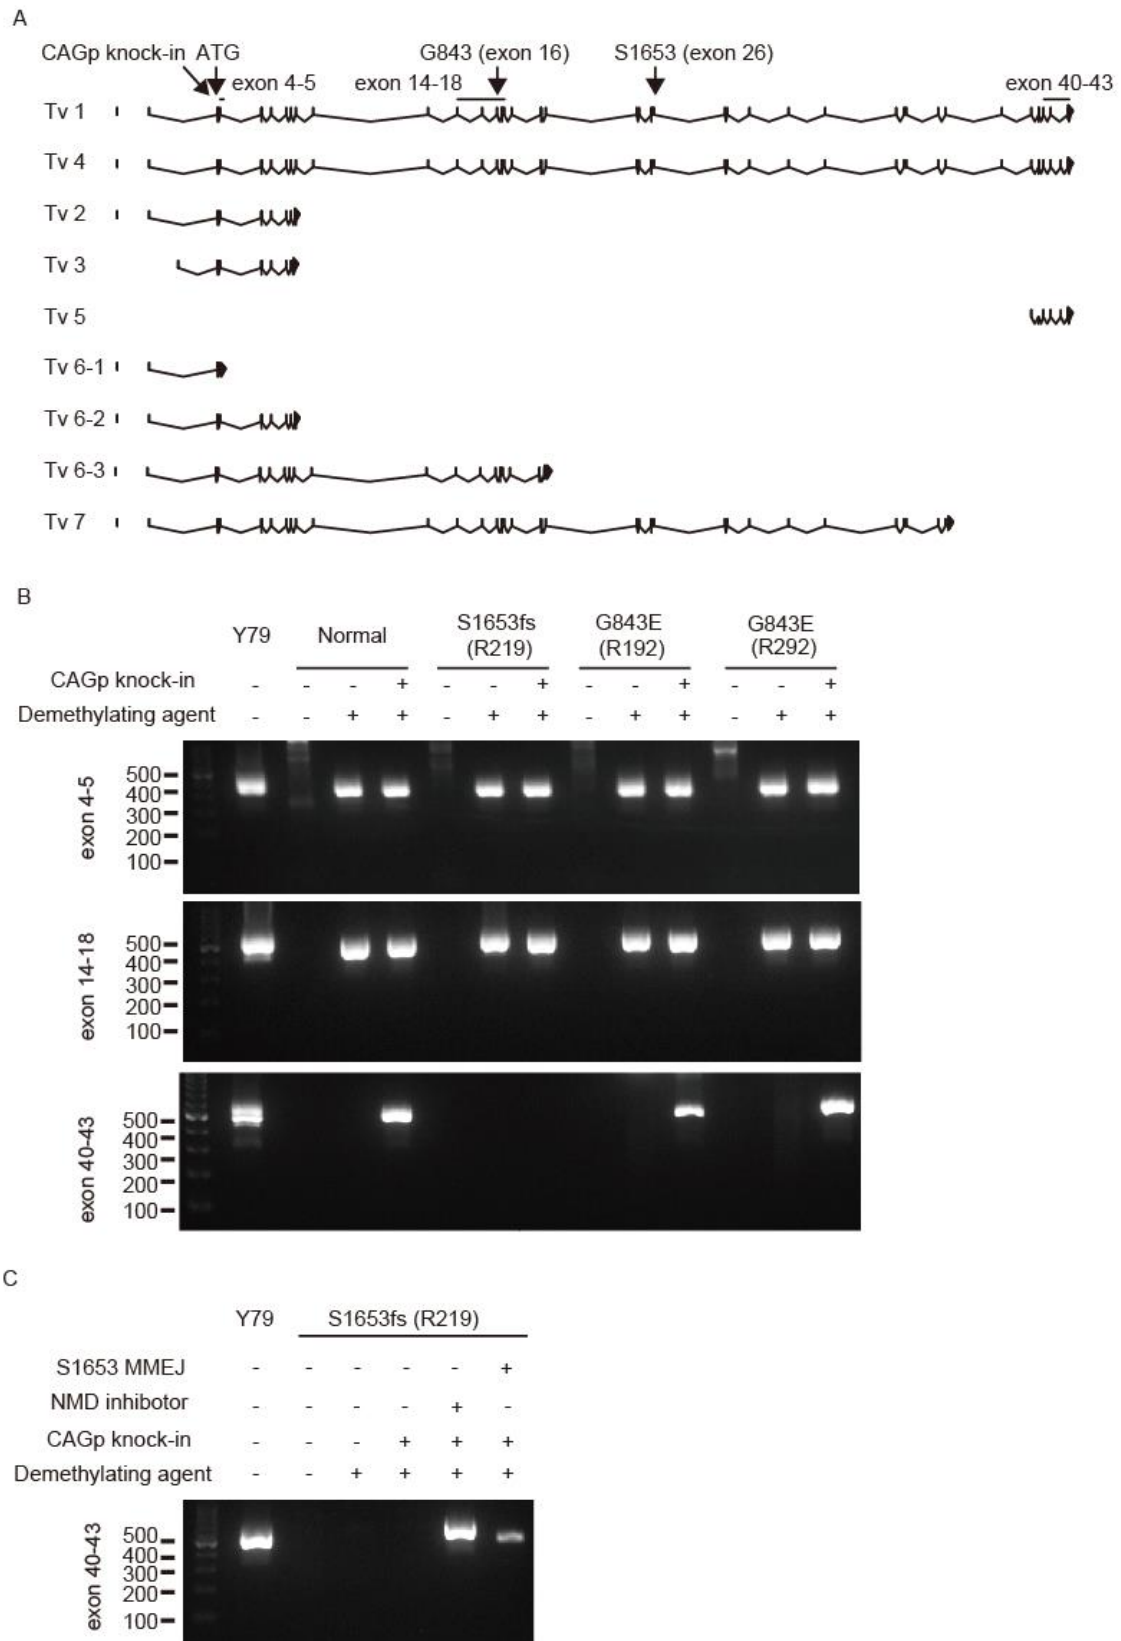 A
CAGp knock-in ATG G843 (exon 16) S1653 (exon 26)
exon 4-5 exon 14-18 exon 40-43
Tv 1
Tv 4
Tv 2
Tv 3
Tv 5
Tv 6-1
Tv 6-2
Tv 6-3
Tv 7
B
Y79 Normal S1653fs (R219) G843E (R192) G843E (R292)
CAGp knock-in - - - + - - + - - + - - +
Demethylating agent - - + + - + + - + + - + +
exon 4-5
500
400
300
200
100
exon 14-18
500
400
300
200
100
exon 40-43
500
400
300
200
100
C
Y79 S1653fs (R219)
S1653 MMEJ - - - - - +
NMD inhibotor - - - - + -
CAGp knock-in - - - + + +
Demethylating agent - - + + + +
exon 40-43
500
400
300
200
100